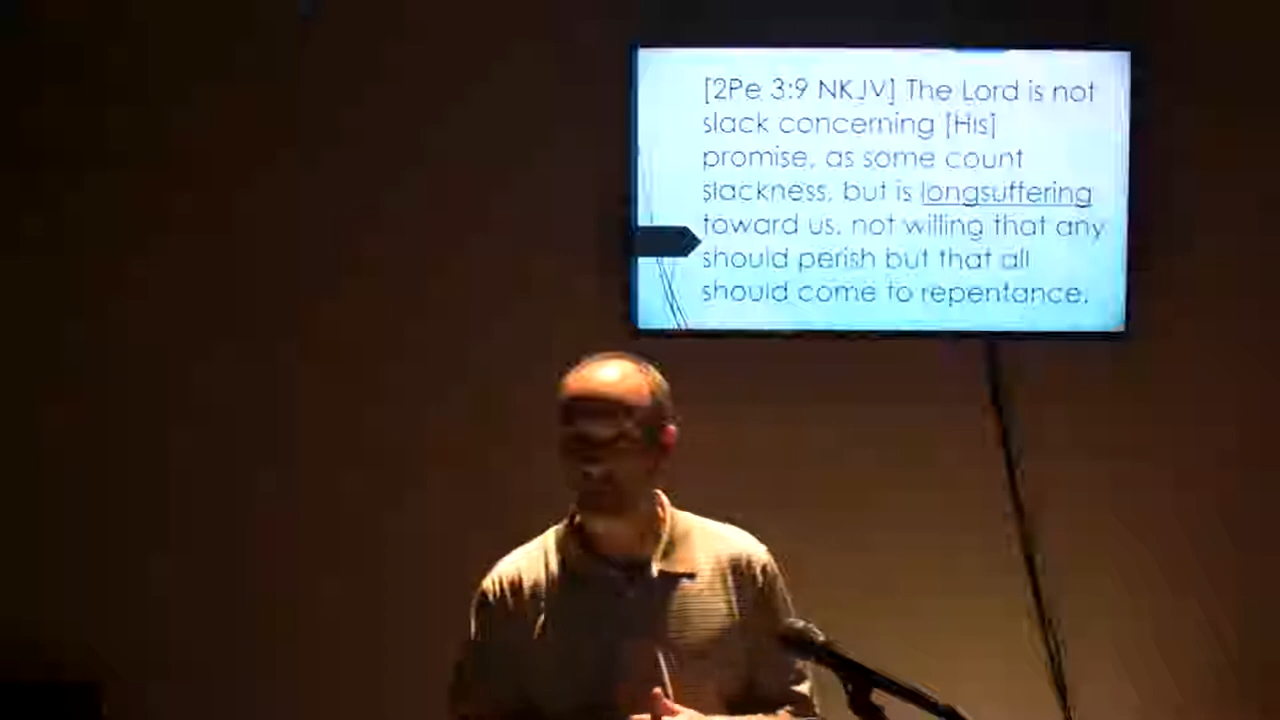 [2Pe 3:9 NKJV] The Lord is not
slack concerning [His]
promise, as some count
slackness, but is longsuffering
toward us, not willing that any
should perish but that all
should come to repentance.